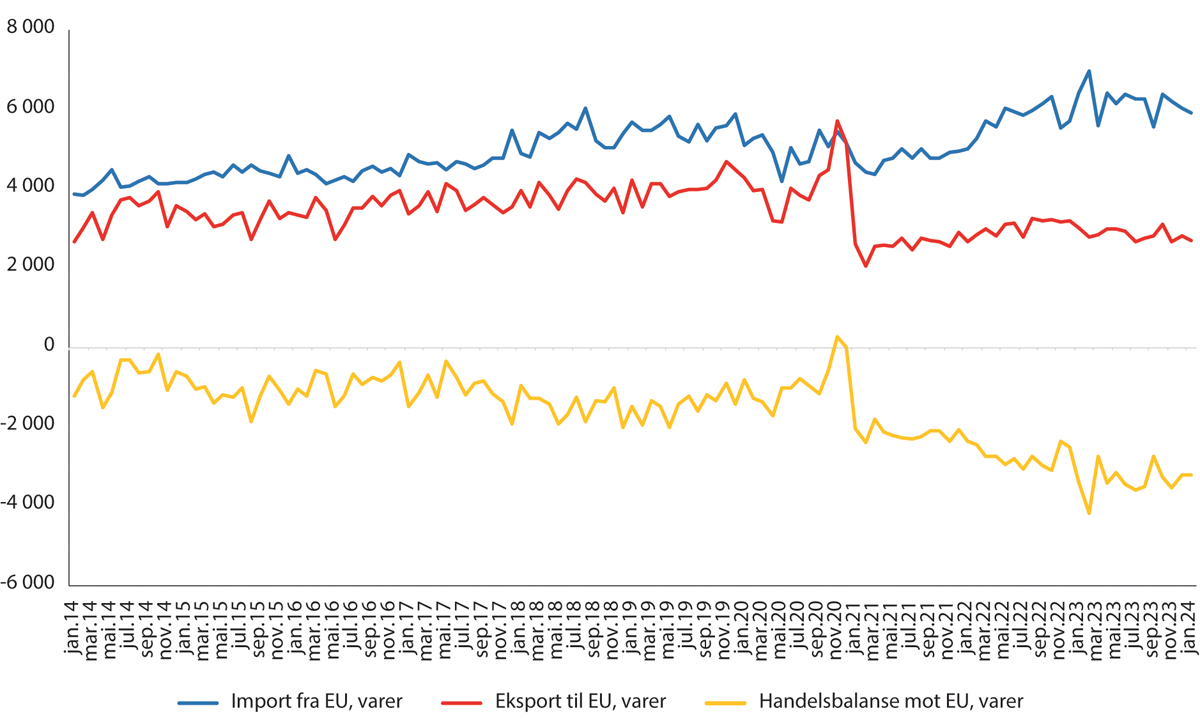 8 000
6 000
4 000
2 000
0
-2 000
-4 000
-6 000
jan.14
mar.14
mai.14
jul.14
sep.14
nov.14
jan.15
mar.15
mai.15
jul.15
sep.15
nov.15
jan.16
mar.16
mai.16
jul.16
sep.16
nov.16
jan.17
mar.17
mai.17
jul.17
sep.17
nov.17
jan.18
mar.18
mai.18
jul.18
sep.18
nov.18
jan.19
mar.19
mai.19
jul.19
sep.19
nov.19
jan.20
mar.20
mai.20
jul.20
sep.20
nov.20
jan.21
mar.21
mai.21
jul.21
sep.21
nov.21
jan.22
mar.22
mai.22
jul.22
sep.22
nov.22
jan.23
mar.23
mai.23
jul.23
sep.23
nov.23
jan.24
Import fra EU, varer Eksport til EU, varer Handelsbalanse mot EU, varer